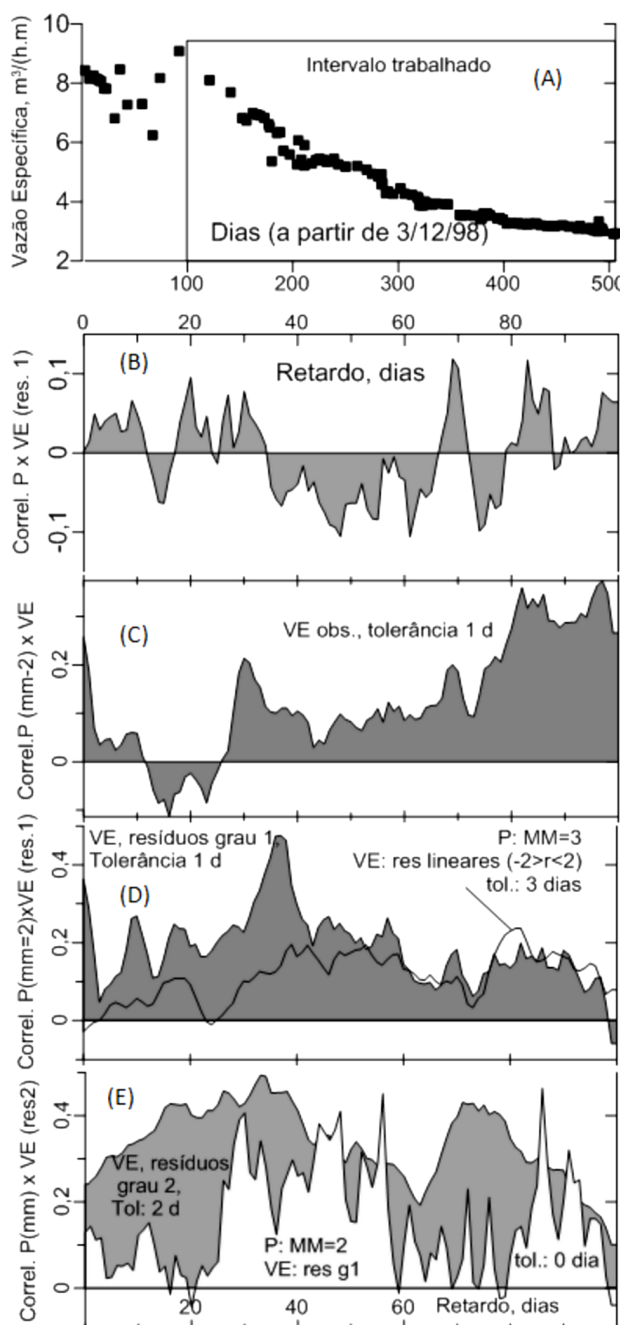 10
8
6
4
2
Vazão Específica, m³/(h.m)
Intervalo trabalhado
(A)
Dias (a partir de 3/12/98)
100
200
300
400
500
0
20
40
60
80
0,1
0
-0,1
Correl. P x VE (res. 1)
(B)
Retardo, dias
0,2
0
Correl.P (mm-2) x VE
(C)
VE obs., tolerância 1 d
0,4
0,2
0
Correl. P(mm=2)xVE (res.1)
VE, resíduos grau 1,
Tolerância 1 d
(D)
P: MM=3
VE: res lineares (-2>r<2)
tol.: 3 dias
0,4
0,2
0
Correl. P(mm) x VE (res2)
(E)
VE, resíduos
grau 2,
Tol: 2 d
P: MM=2
VE: res g1
tol.: 0 dia
20
40
60
Retardo, dias